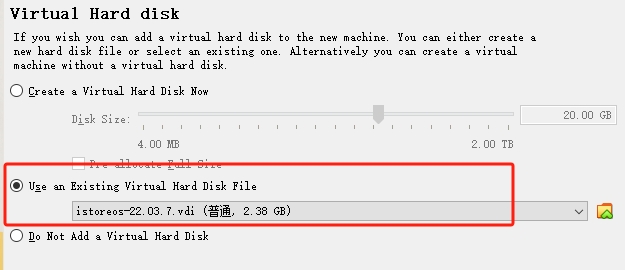 Virtual Hard disk
If you wish you can add a virtual hard disk to the new machine. You can either create a
new hard disk file or select an existing one. Alternatively you can create a virtual
machine without a virtual hard disk.
Create a Virtual Hard Disk Now
Disk Size:
20.00 GB
4.00 MB
2.00 TB
Pre-allocate Full Size
Use an Existing Virtual Hard Disk File
istoreos-22.03.7.vdi (普通, 2.38 GB)
Do Not Add a Virtual Hard Disk